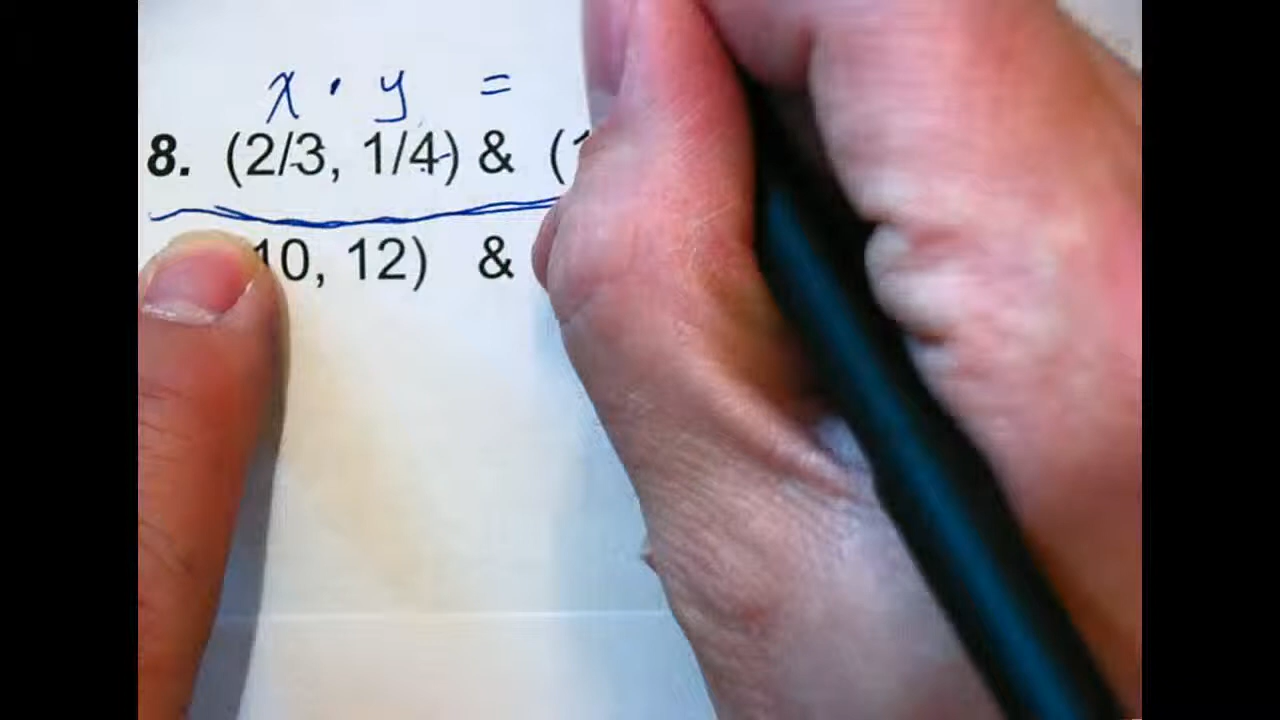 x · y =
8. (2/3, 1/4) & (
10, 12) &